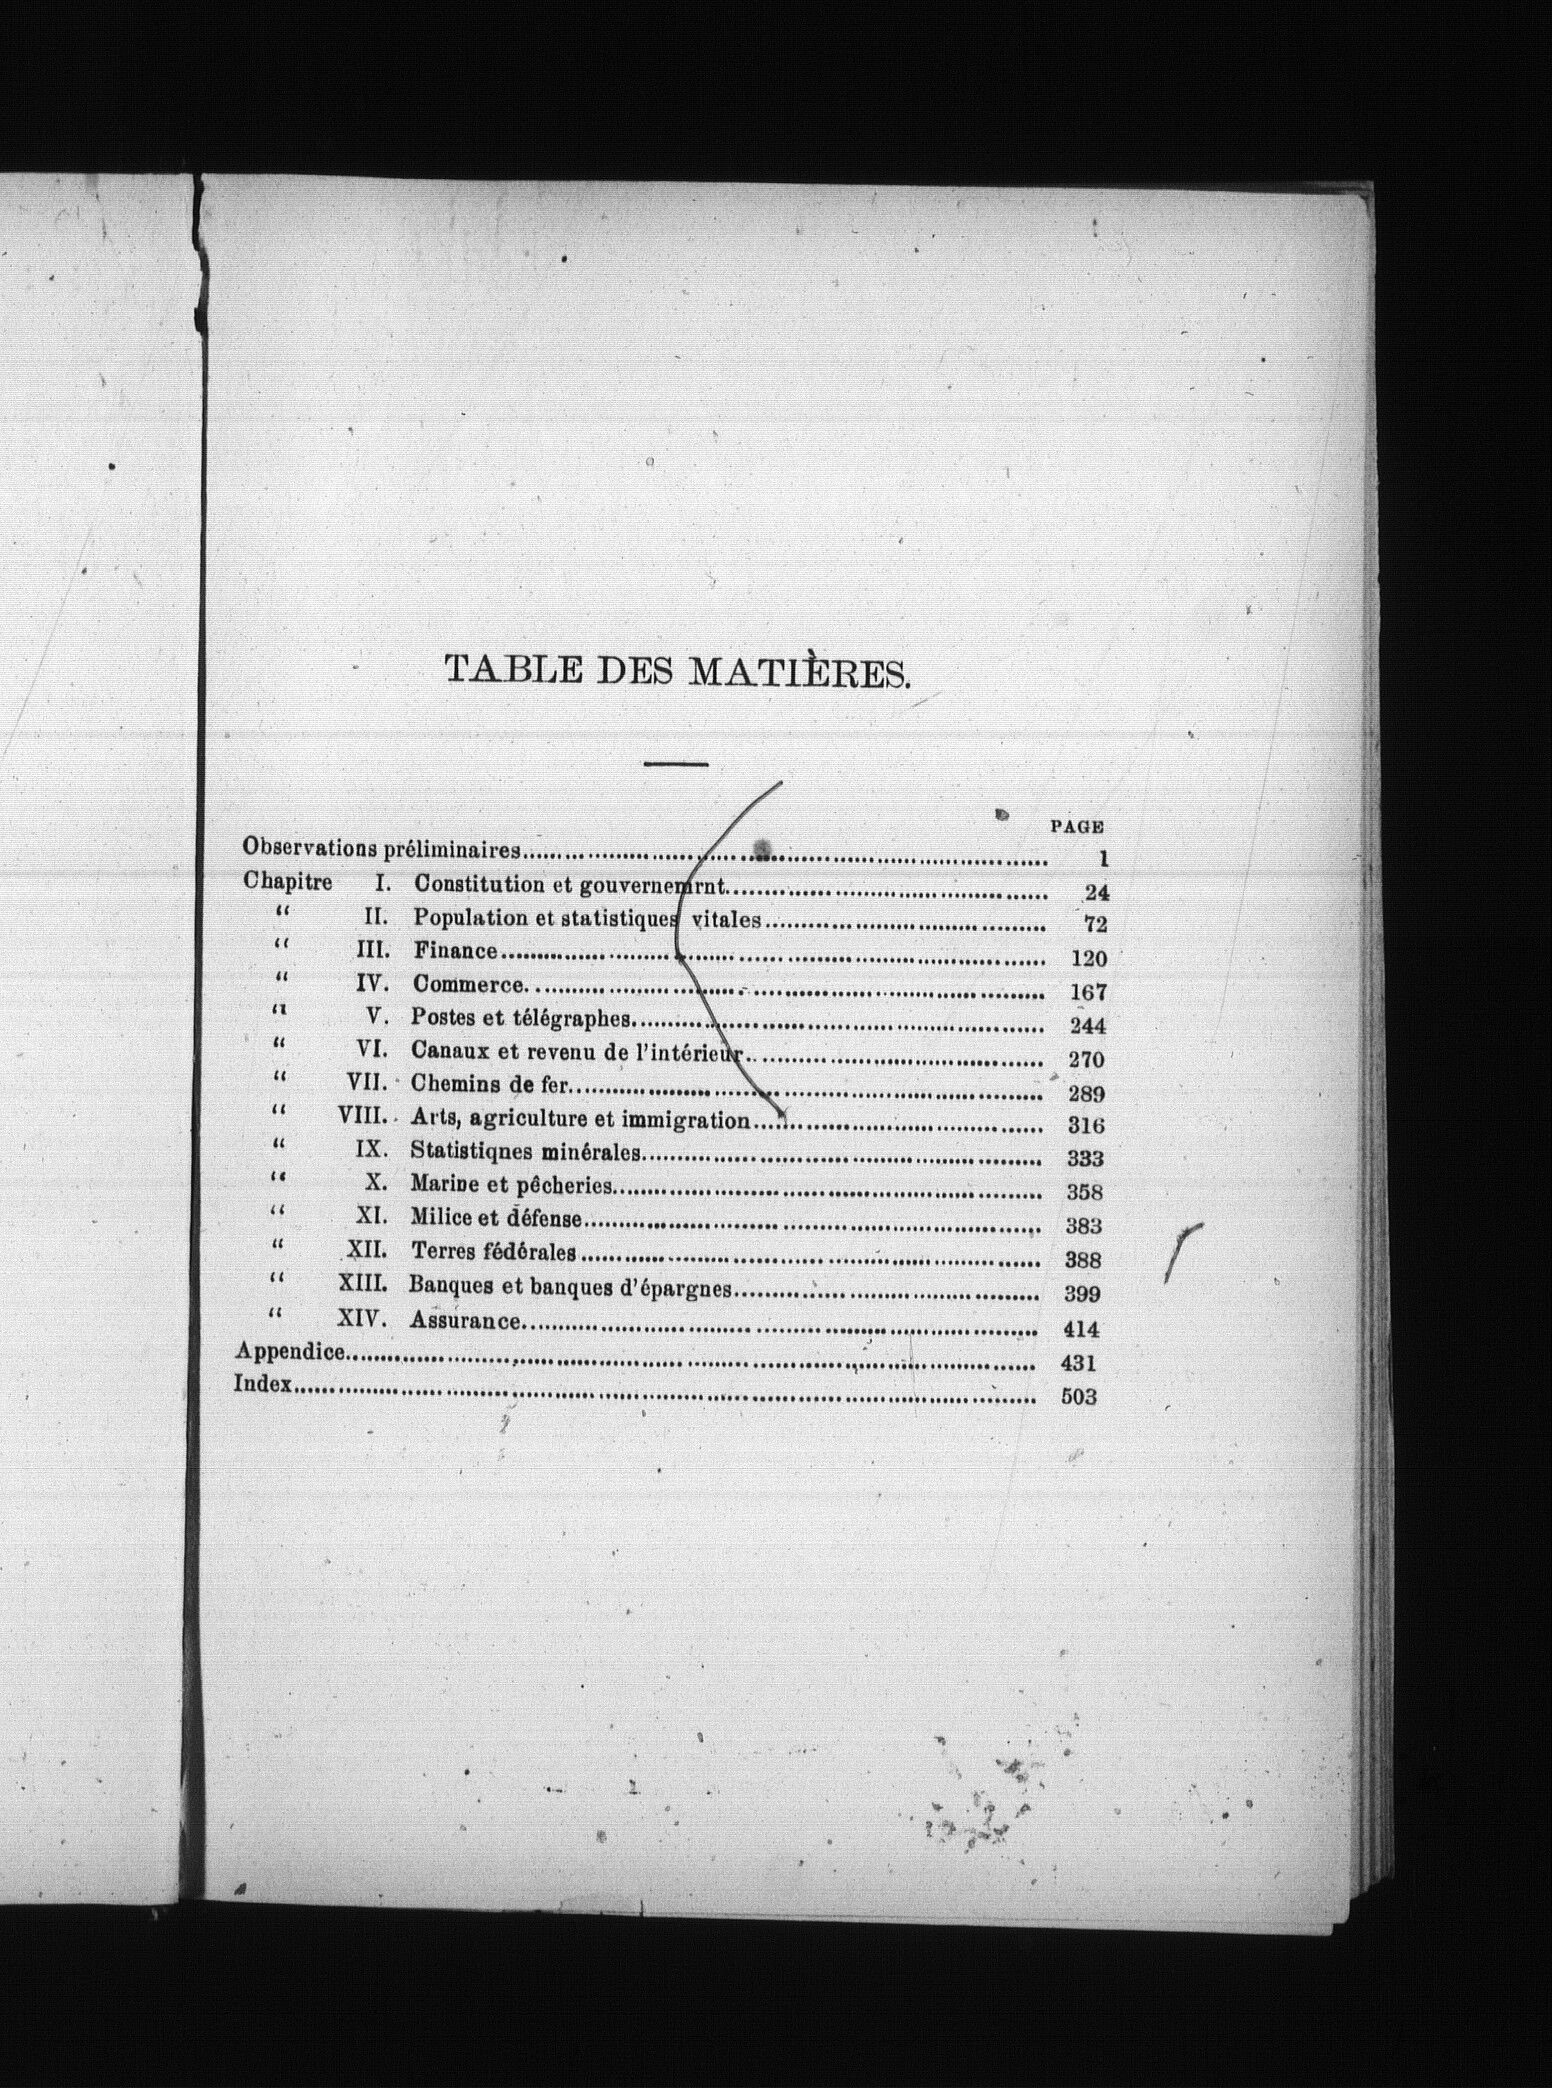 TABLE DES MATIÈRES.
PAGE
Observations préliminaires........ 1
Chapitre I. Constitution et gouvernemrnt........ 24
“ II. Population et statistiques vitales........ 72
“ III. Finance........ 120
“ IV. Commerce........ 167
“ V. Postes et télégraphes........ 244
“ VI. Canaux et revenu de l'intérieur........ 270
“ VII. Chemins de fer........ 289
“ VIII. Arts, agriculture et immigration........ 316
“ IX. Statistiqnes minérales........ 333
“ X. Marine et pêcheries........ 358
“ XI. Milice et défense........ 383
“ XII. Terres fédérales........ 388
“ XIII. Banques et banques d'épargnes........ 399
“ XIV. Assurance........ 414
Appendice........ 431
Index........ 503